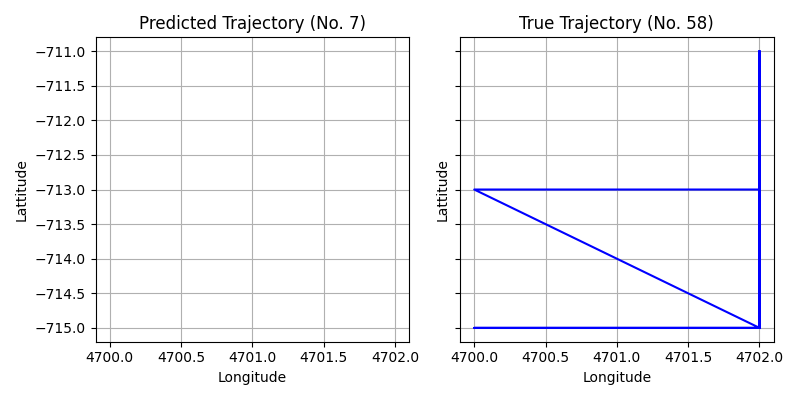 Predicted Trajectory (No. 7)
True Trajectory (No. 58)
−711.0
−711.5
−712.0
−712.5
−713.0
−713.5
−714.0
−714.5
−715.0
Lattitude
Lattitude
4700.0 4700.5 4701.0 4701.5 4702.0
4700.0 4700.5 4701.0 4701.5 4702.0
Longitude
Longitude